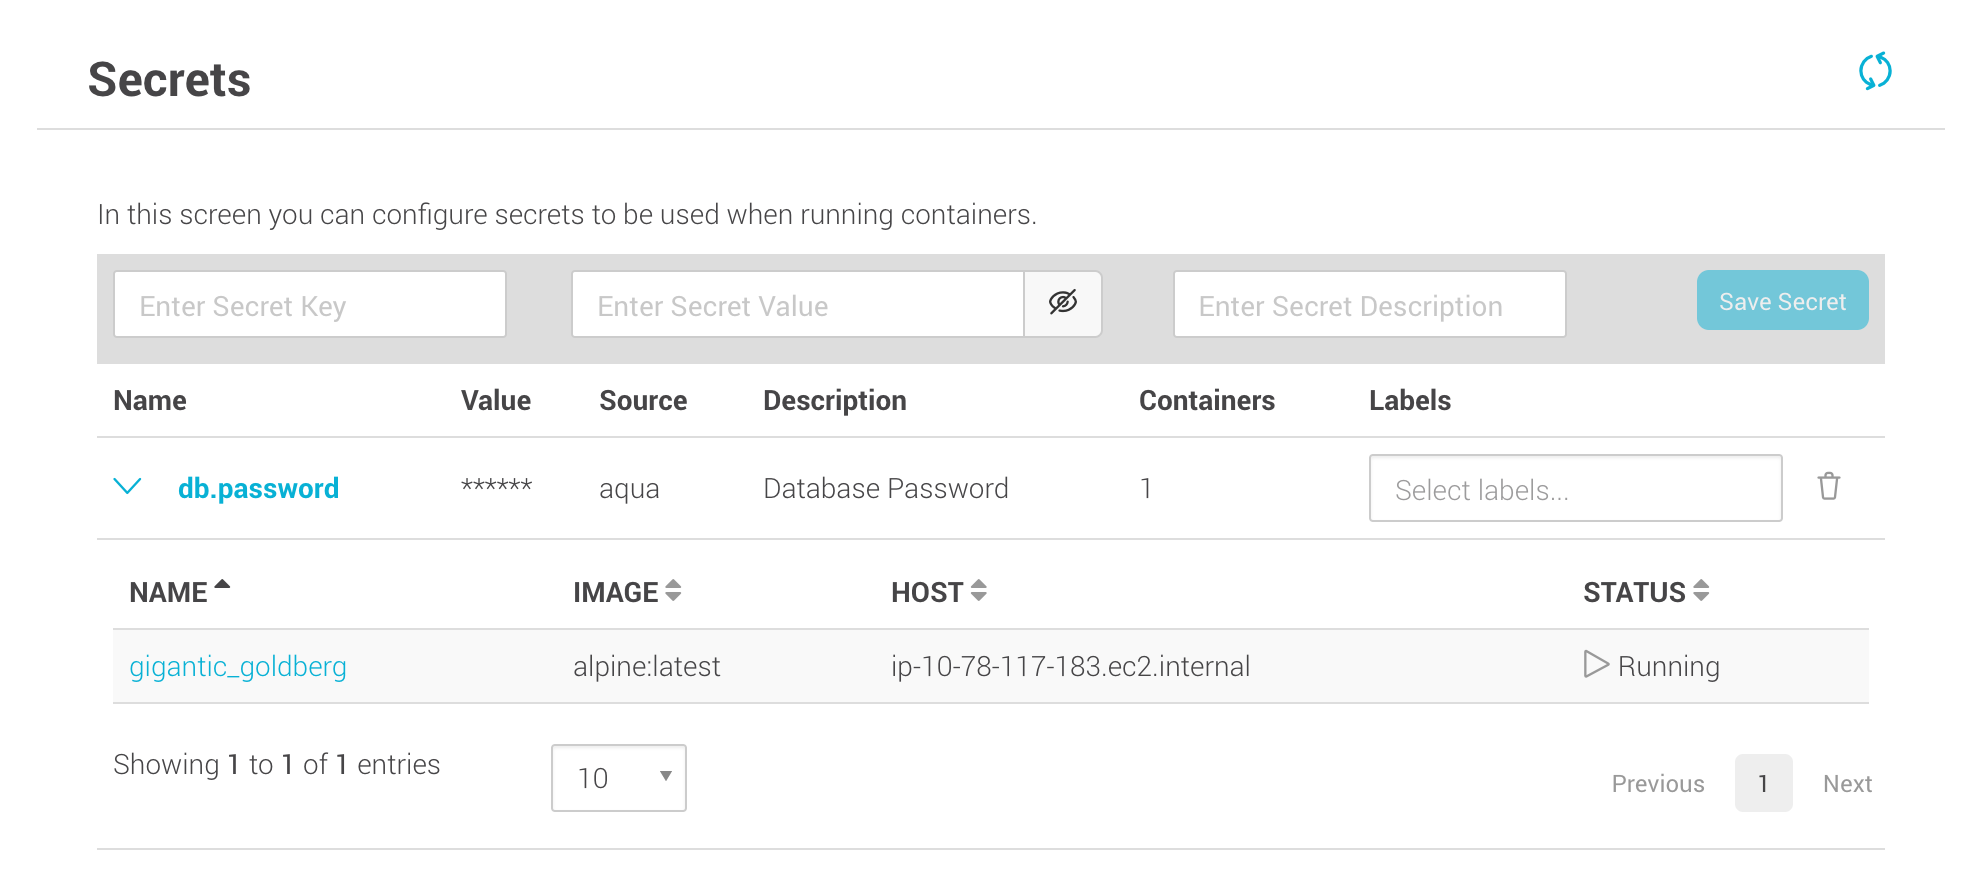 Secrets
In this screen you can configure secrets to be used when running containers.
Enter Secret Key Enter Secret Value Enter Secret Description Save Secret
Name Value Source Description Containers Labels
db.password ****** aqua Database Password 1 Select labels...
NAME IMAGE HOST STATUS
gigantic_goldberg alpine:latest ip-10-78-117-183.ec2.internal Running
Showing 1 to 1 of 1 entries 10 Previous 1 Next